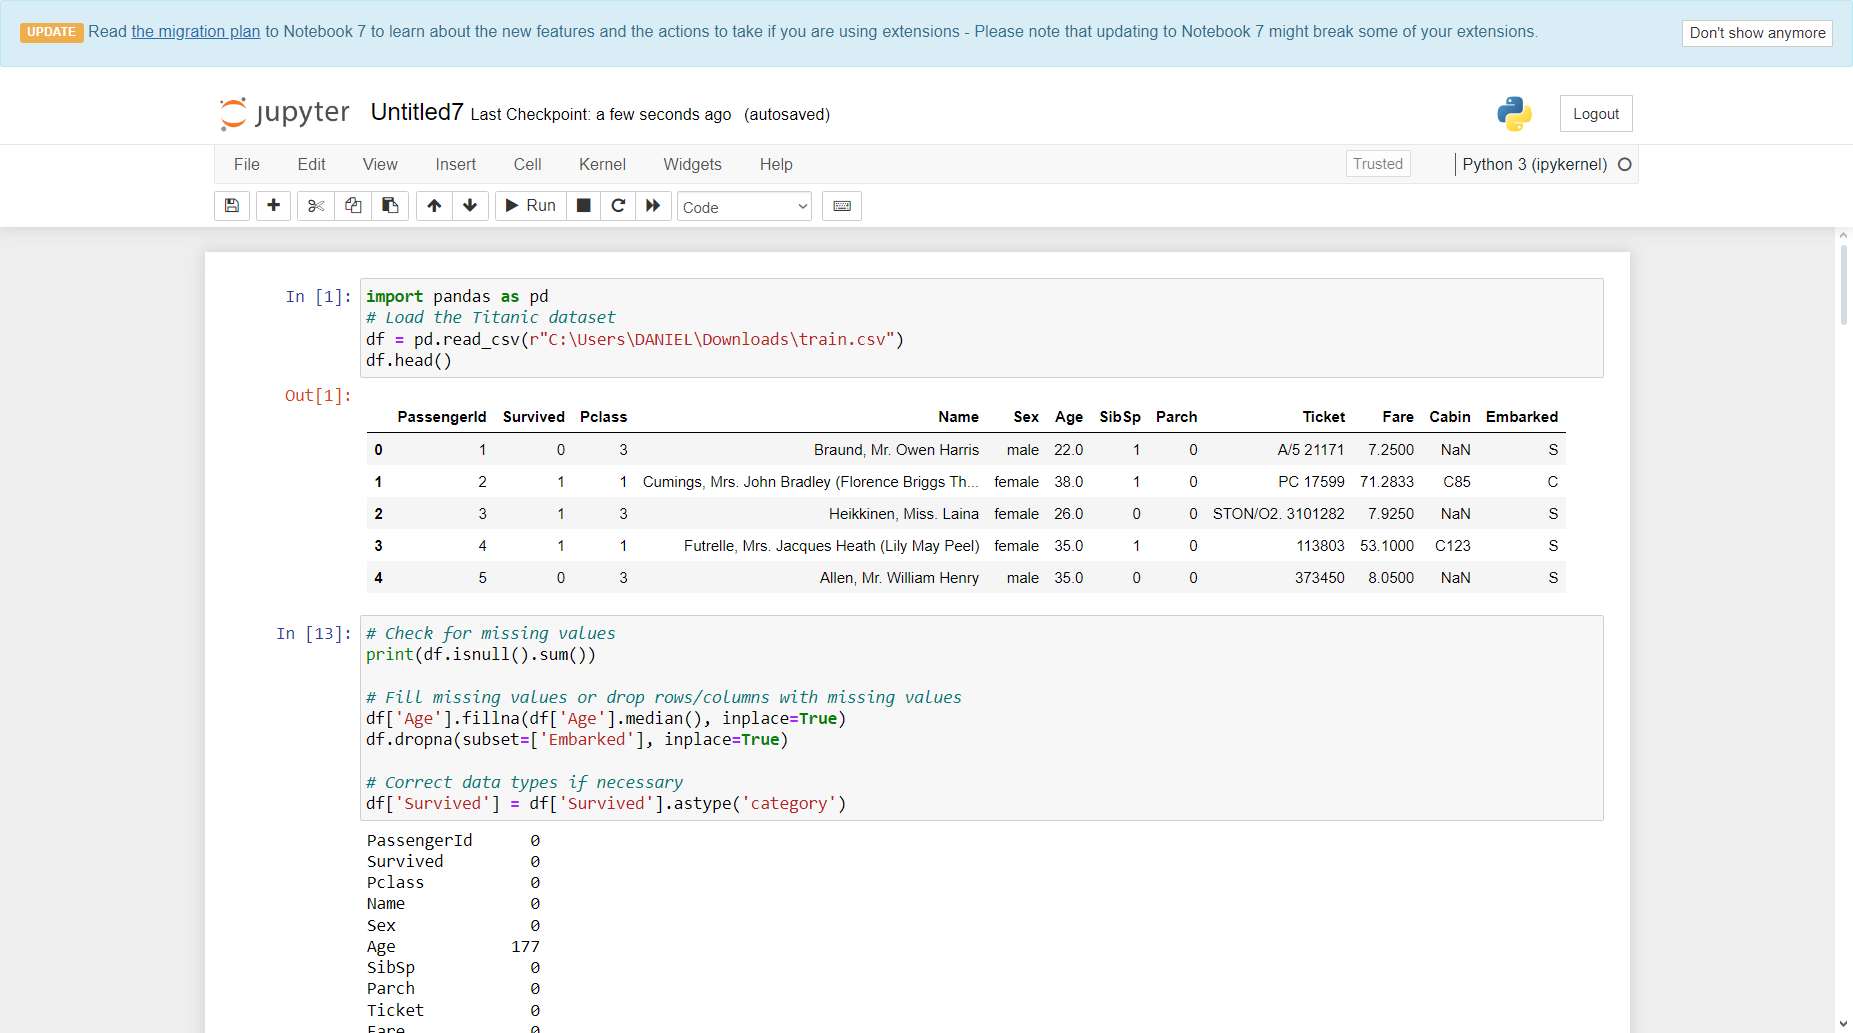 UPDATE Read the migration plan to Notebook 7 to learn about the new features and the actions to take if you are using extensions - Please note that updating to Notebook 7 might break some of your extensions. Don't show anymore
jupyter Untitled7 Last Checkpoint: a few seconds ago (autosaved) Logout
File Edit View Insert Cell Kernel Widgets Help Trusted Python 3 (ipykernel)
Run Code
In [1]: import pandas as pd
# Load the Titanic dataset
df = pd.read_csv(r"C:\Users\DANIEL\Downloads\train.csv")
df.head()
Out[1]:
PassengerId Survived Pclass Name Sex Age SibSp Parch Ticket Fare Cabin Embarked
0 1 0 3 Braund, Mr. Owen Harris male 22.0 1 0 A/5 21171 7.2500 NaN S
1 2 1 1 Cumings, Mrs. John Bradley (Florence Briggs Th... female 38.0 1 0 PC 17599 71.2833 C85 C
2 3 1 3 Heikkinen, Miss. Laina female 26.0 0 0 STON/O2. 3101282 7.9250 NaN S
3 4 1 1 Futrelle, Mrs. Jacques Heath (Lily May Peel) female 35.0 1 0 113803 53.1000 C123 S
4 5 0 3 Allen, Mr. William Henry male 35.0 0 0 373450 8.0500 NaN S
In [13]: # Check for missing values
print(df.isnull().sum())
# Fill missing values or drop rows/columns with missing values
df['Age'].fillna(df['Age'].median(), inplace=True)
df.dropna(subset=['Embarked'], inplace=True)
# Correct data types if necessary
df['Survived'] = df['Survived'].astype('category')
PassengerId 0
Survived 0
Pclass 0
Name 0
Sex 0
Age 177
SibSp 0
Parch 0
Ticket 0
Fare 0